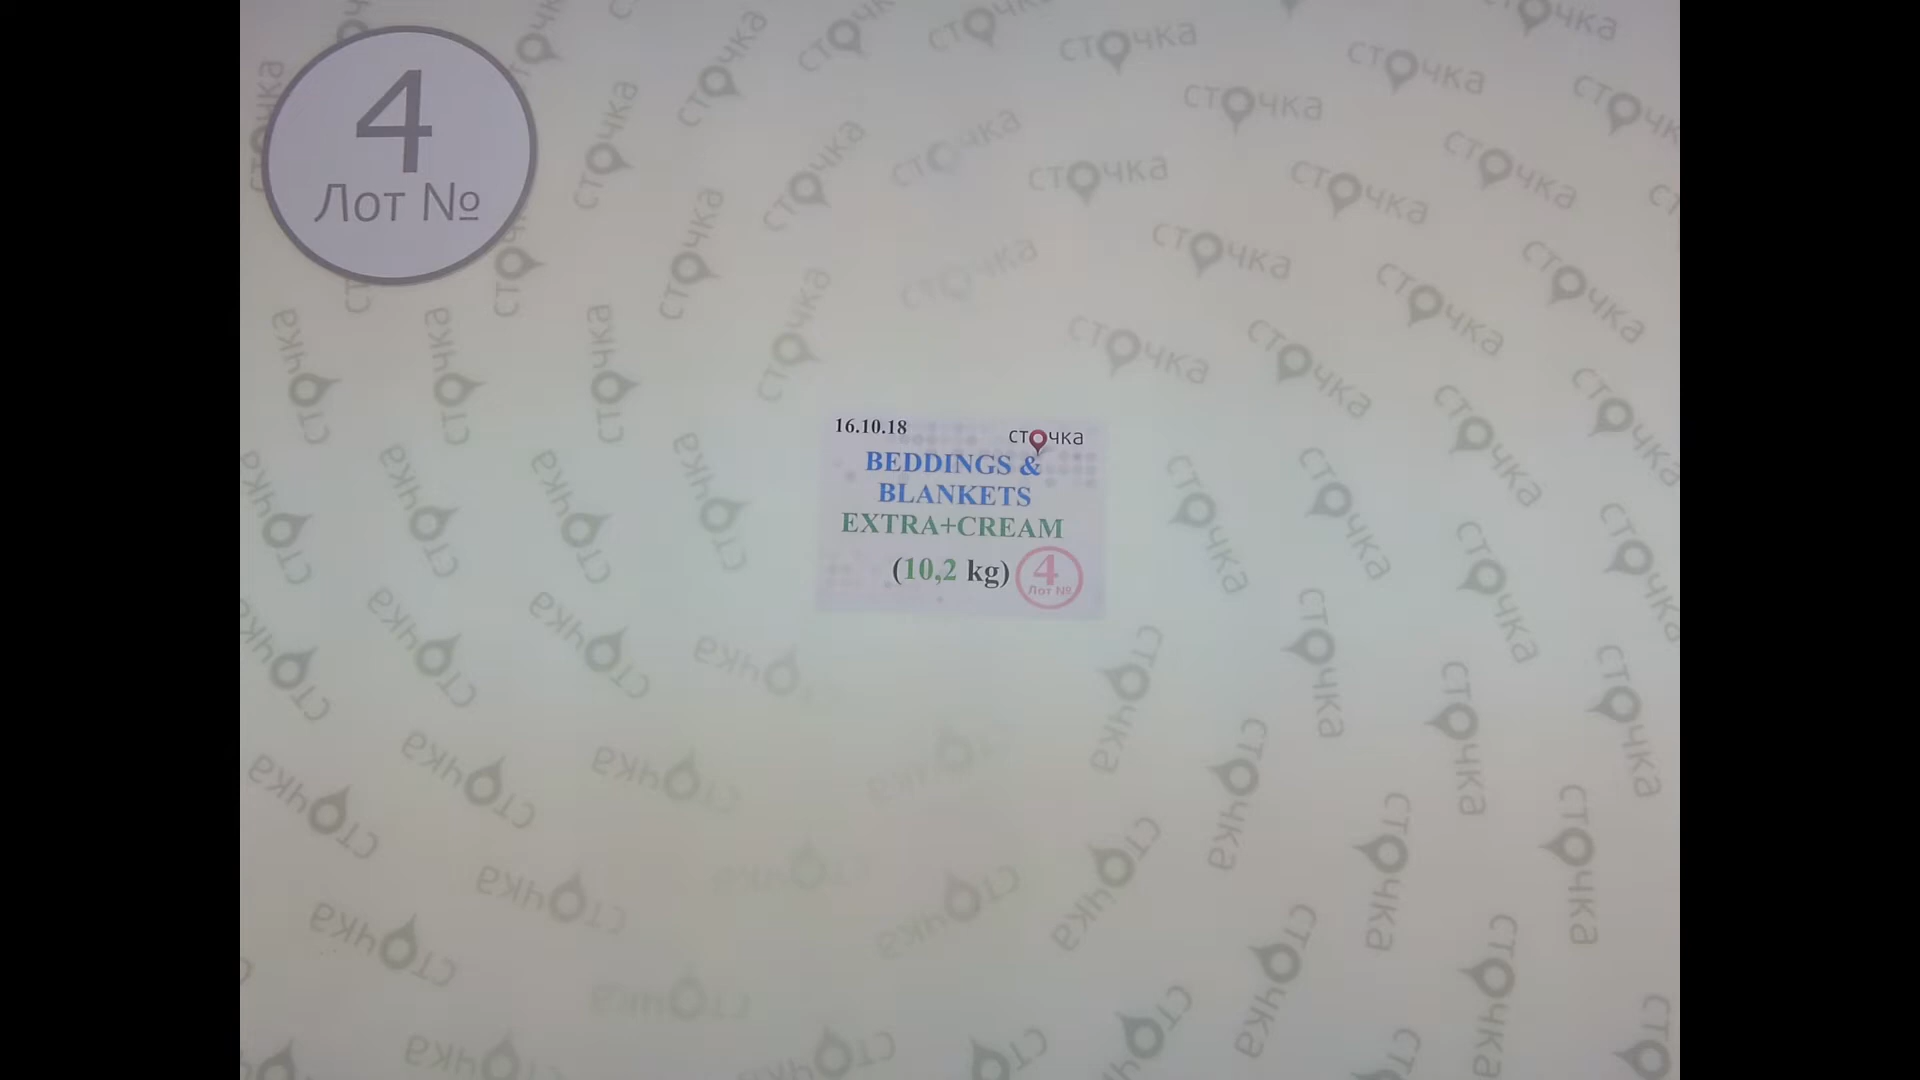 4
Лот №
16.10.18
сточка
BEDDINGS &
BLANKETS
EXTRA+CREAM
(10,2 kg)
4
Лот №